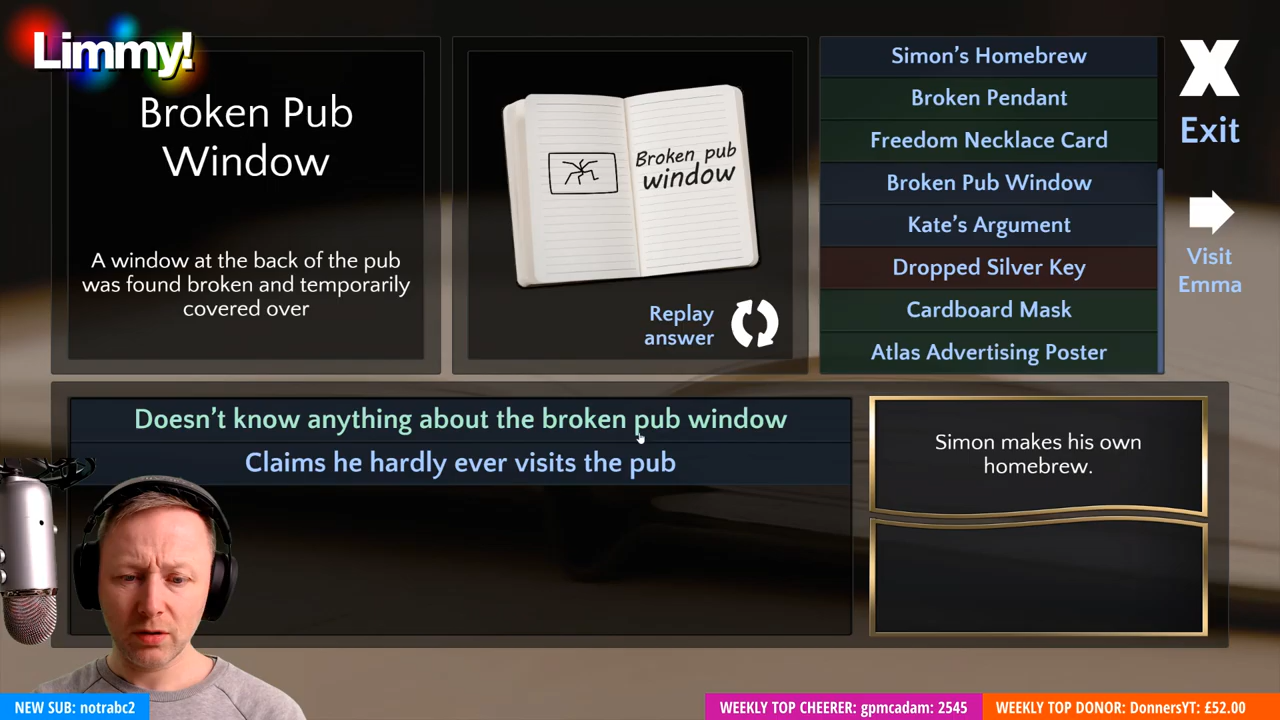 Limmy!
Broken Pub
Window
A window at the back of the pub
was found broken and temporarily
covered over
Broken pub
window
Replay
answer
Simon's Homebrew
Broken Pendant
Freedom Necklace Card
Broken Pub Window
Kate's Argument
Dropped Silver Key
Cardboard Mask
Atlas Advertising Poster
X
Exit
Visit
Emma
Doesn't know anything about the broken pub window
Claims he hardly ever visits the pub
Simon makes his own
homebrew.
NEW SUB: notrabc2
WEEKLY TOP CHEERER: gpmcadam: 2545
WEEKLY TOP DONOR: DonnersYT: £52.00